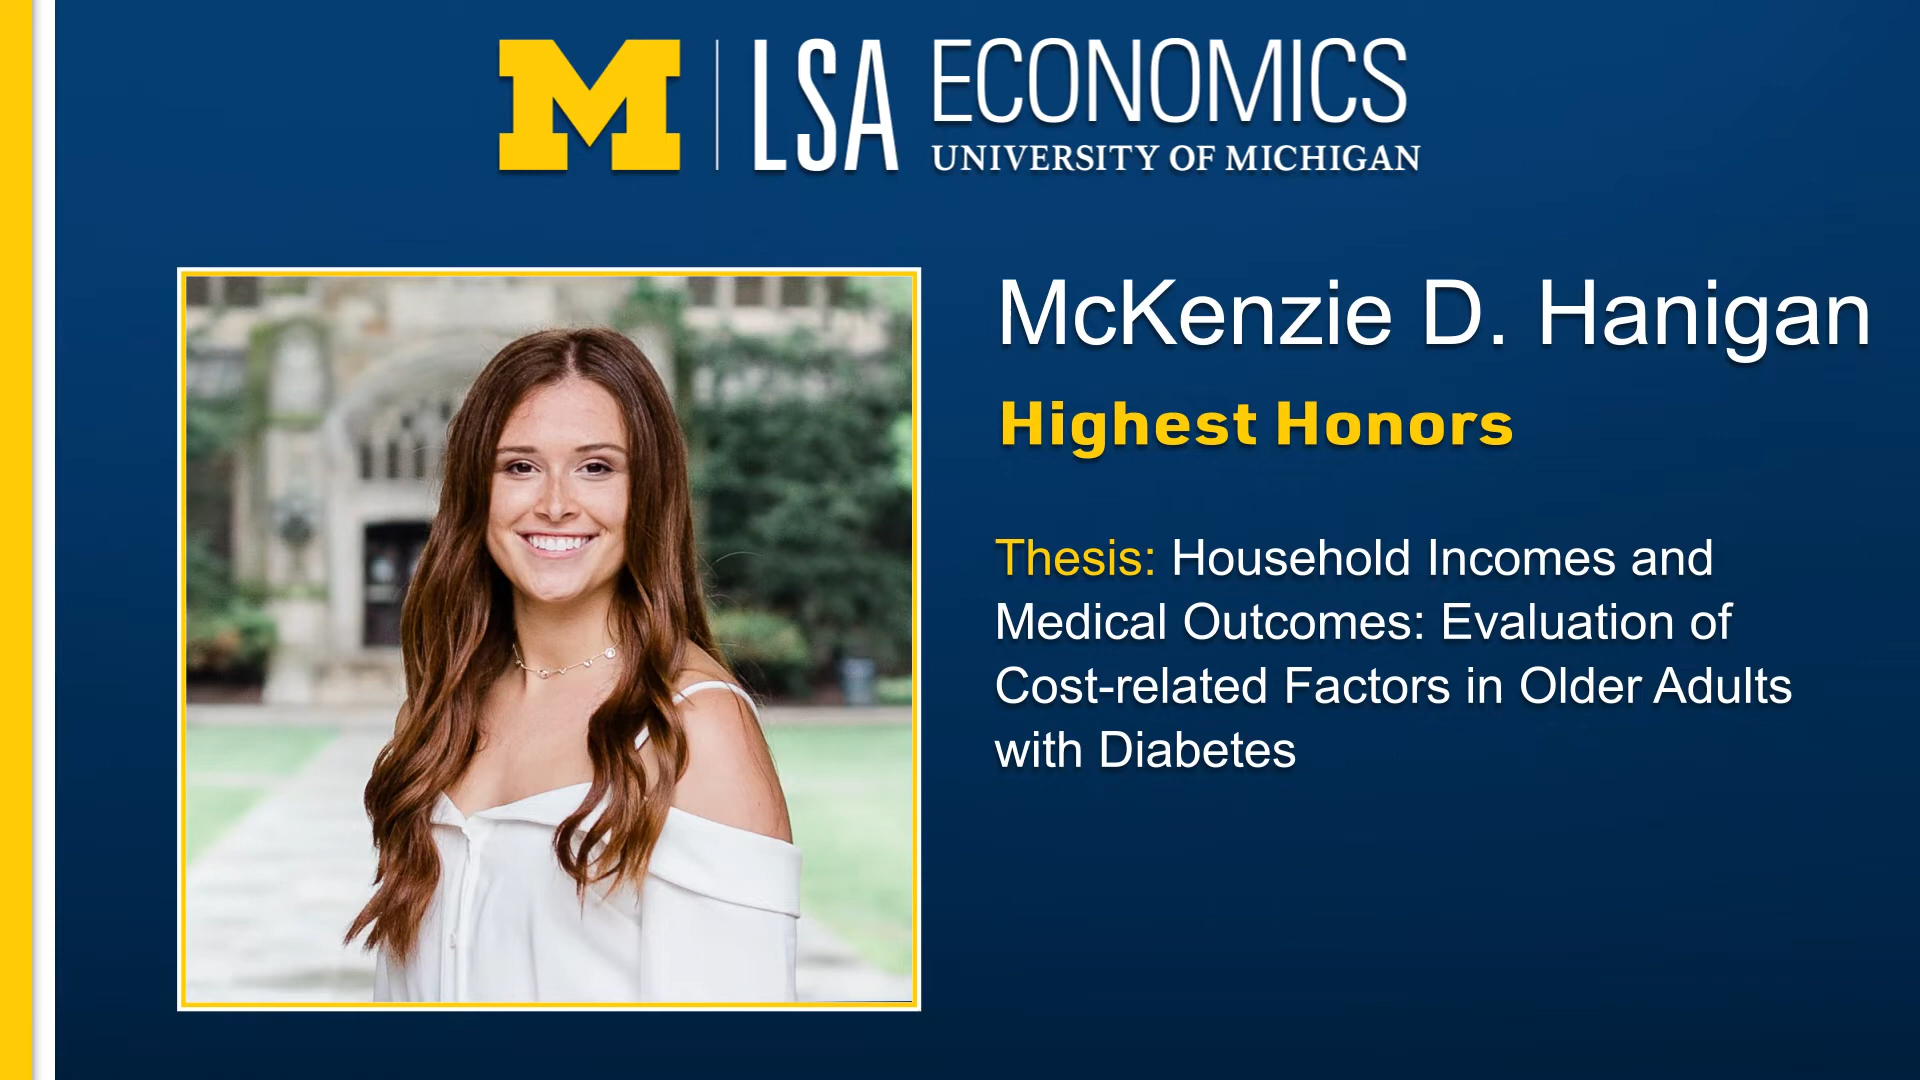 M LSA ECONOMICS
UNIVERSITY OF MICHIGAN
McKenzie D. Hanigan
Highest Honors
Thesis: Household Incomes and
Medical Outcomes: Evaluation of
Cost-related Factors in Older Adults
with Diabetes